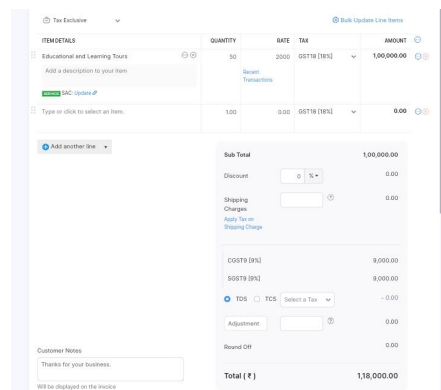 Tax Exclusive
Bulk Update Line Items
ITEM DETAILS QUANTITY RATE TAX AMOUNT
Educational and Learning Tours 50 2000 GST18 [18%] 1,00,000.00
Add a description to your item
Recent
Transactions
SERVICE SAC: Update
Type or click to select an item. 1.00 0.00 GST18 [18%] 0.00
Add another line
Sub Total 1,00,000.00
Discount 0 % 0.00
Shipping
Charges 0.00
Apply Tax on
Shipping Charge
CGST9 [9%] 9,000.00
SGST9 [9%] 9,000.00
TDS TCS Select a Tax - 0.00
Adjustment 0.00
Round Off 0.00
Customer Notes
Thanks for your business.
Total ( ₹ ) 1,18,000.00
Will be displayed on the invoice